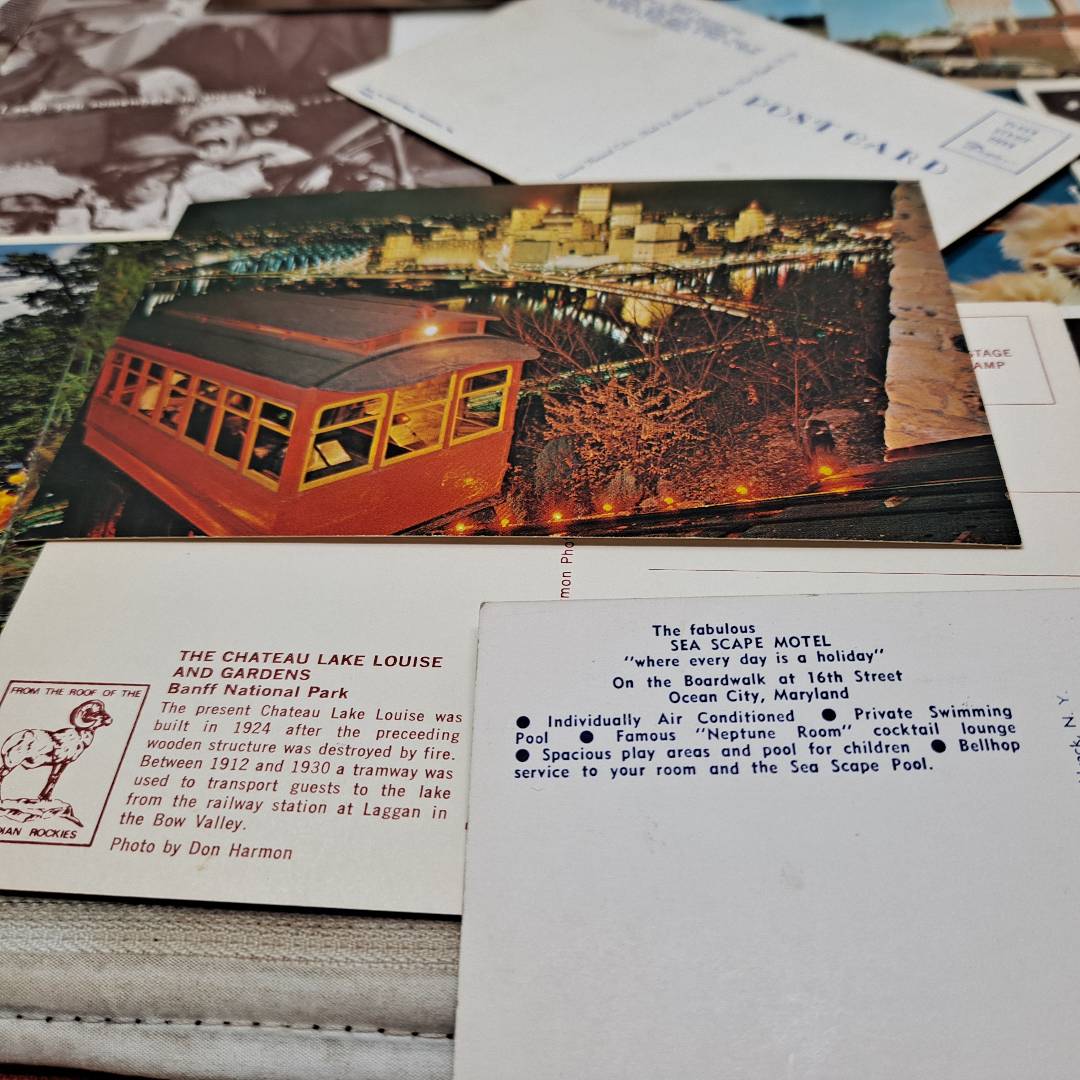 POST CARD
STAGE
AMP
mon Pho
THE CHATEAU LAKE LOUISE
AND GARDENS
Banff National Park
The present Chateau Lake Louise was
built in 1924 after the preceeding
wooden structure was destroyed by fire.
Between 1912 and 1930 a tramway was
used to transport guests to the lake
from the railway station at Laggan in
the Bow Valley.
Photo by Don Harmon
FROM THE ROOF OF THE
DIAN ROCKIES
The fabulous
SEA SCAPE MOTEL
"where every day is a holiday"
On the Boardwalk at 16th Street
Ocean City, Maryland
● Individually Air Conditioned ● Private Swimming
Pool ● Famous "Neptune Room" cocktail lounge
● Spacious play areas and pool for children ● Bellhop
service to your room and the Sea Scape Pool.
N. Y.